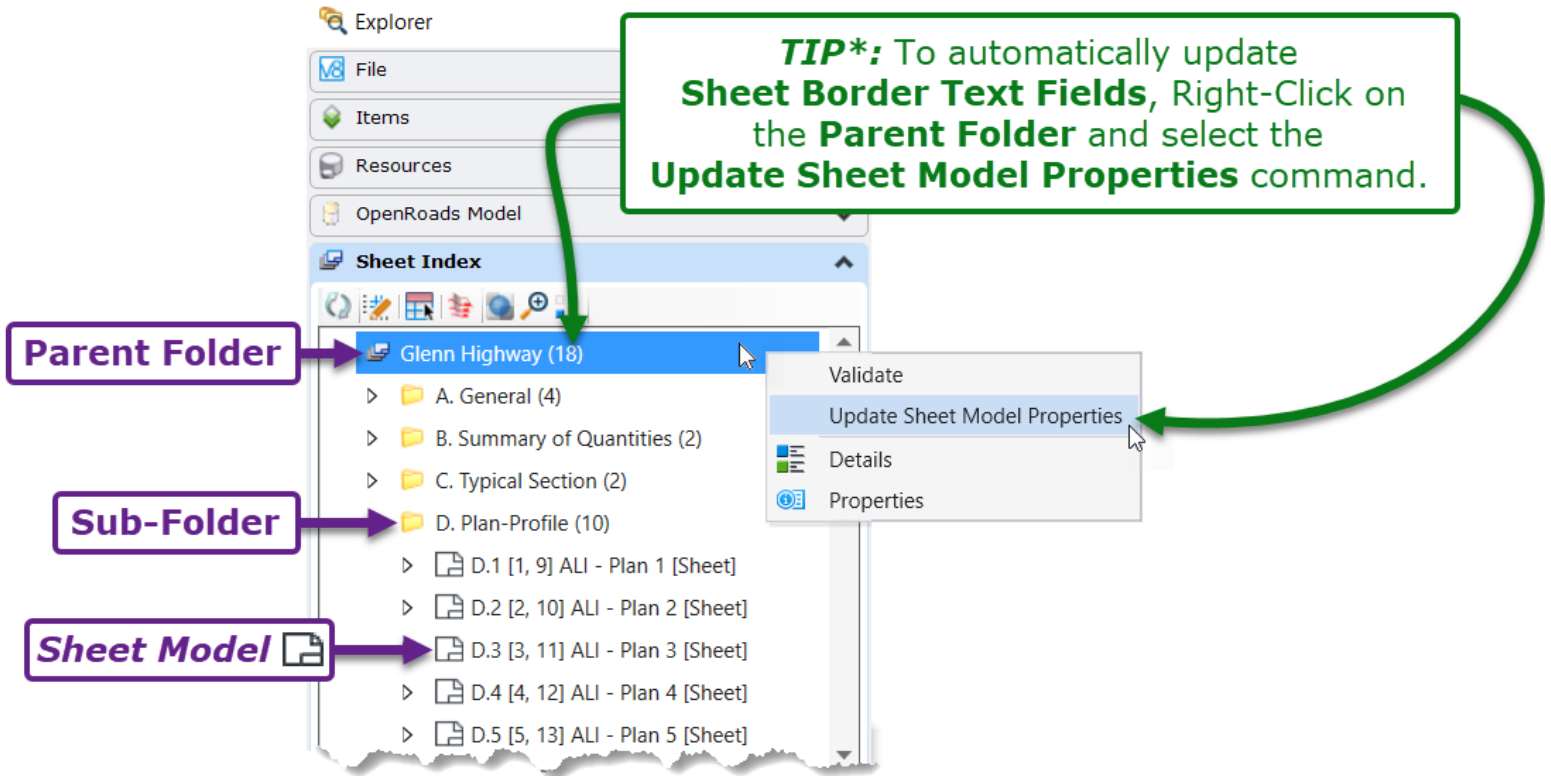 Explorer
File
Items
Resources
OpenRoads Model
Sheet Index
TIP*: To automatically update
Sheet Border Text Fields, Right-Click on
the Parent Folder and select the
Update Sheet Model Properties command.
Parent Folder
Glenn Highway (18)
A. General (4)
B. Summary of Quantities (2)
C. Typical Section (2)
Sub-Folder
D. Plan-Profile (10)
D.1 [1, 9] ALI - Plan 1 [Sheet]
D.2 [2, 10] ALI - Plan 2 [Sheet]
Sheet Model
D.3 [3, 11] ALI - Plan 3 [Sheet]
D.4 [4, 12] ALI - Plan 4 [Sheet]
D.5 [5, 13] ALI - Plan 5 [Sheet]
Validate
Update Sheet Model Properties
Details
Properties